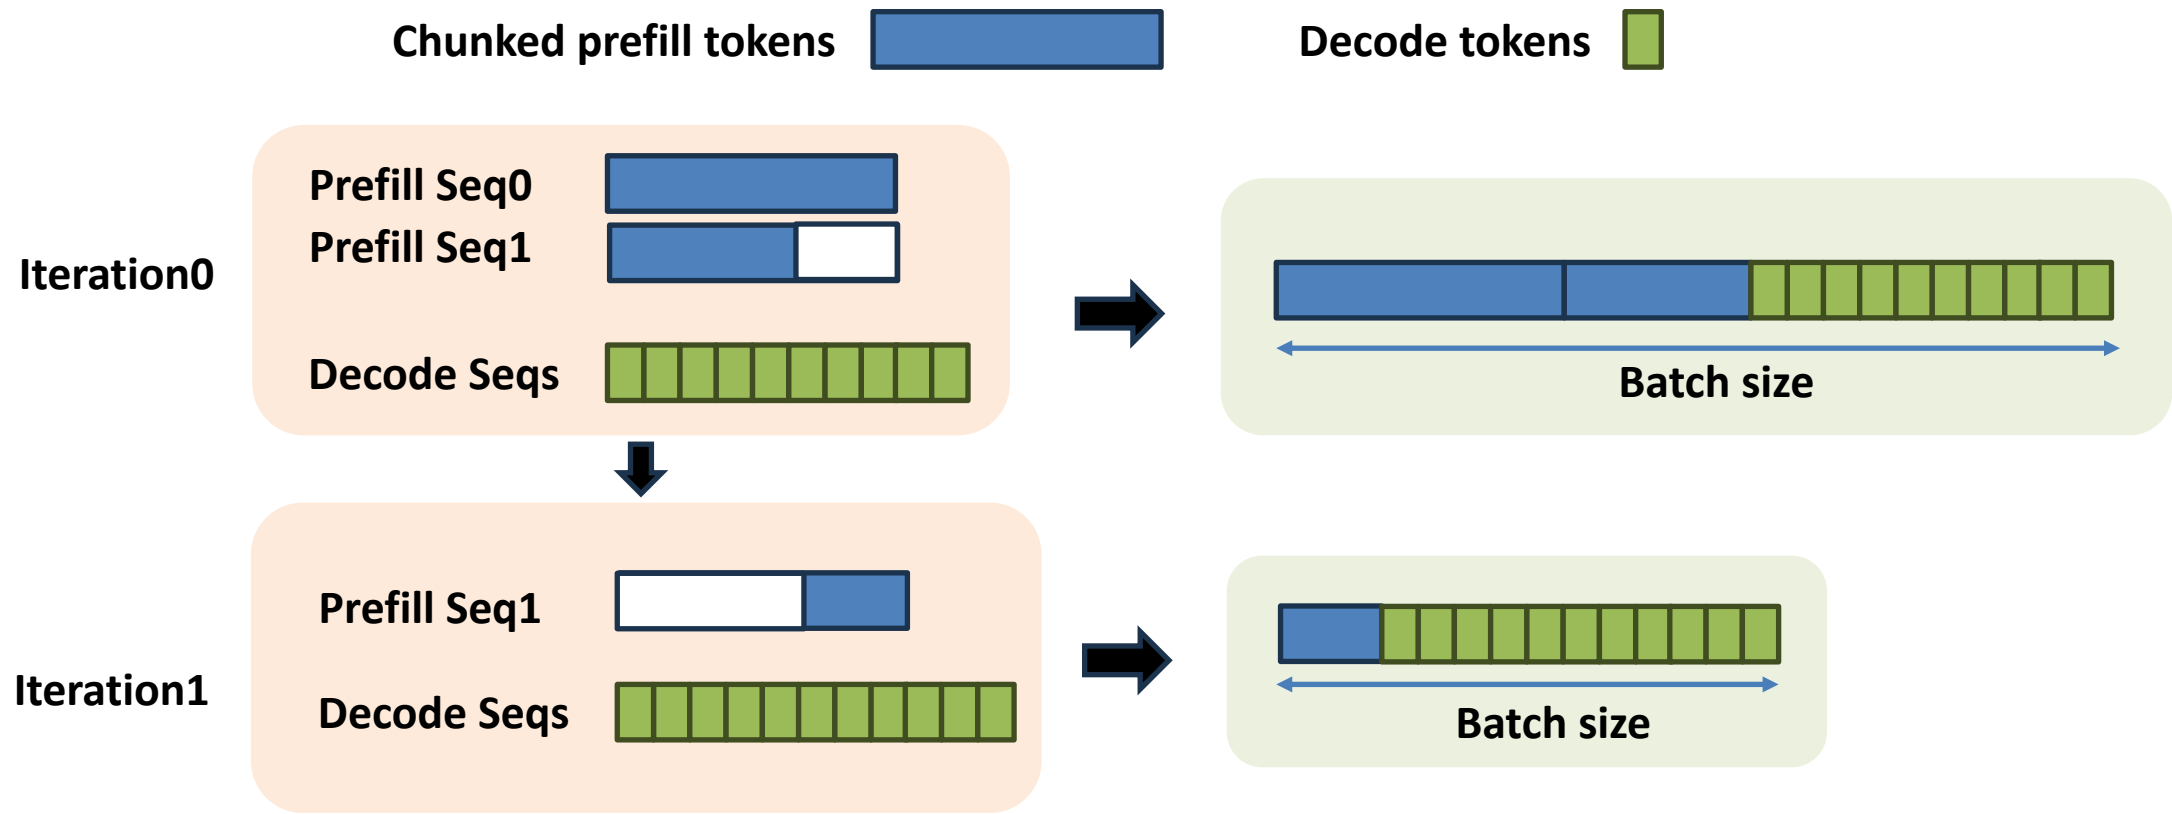 Chunked prefill tokens
Decode tokens
Iteration0
Prefill Seq0
Prefill Seq1
Decode Seqs
Batch size
Iteration1
Prefill Seq1
Decode Seqs
Batch size